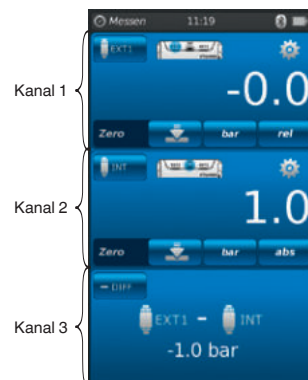 Messen 11:19
EXT1
Kanal 1
-0.0
Zero bar rel
INT
Kanal 2
1.0
Zero bar abs
DIFF
EXT1 - INT
Kanal 3
-1.0 bar